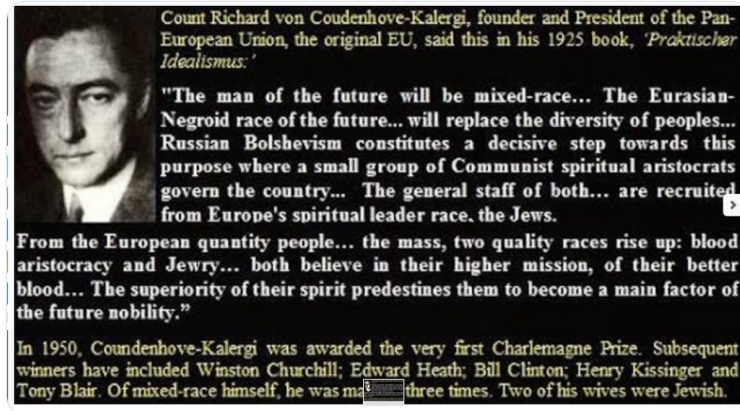 Count Richard von Coudenhove-Kalergi, founder and President of the Pan-
European Union, the original EU, said this in his 1925 book, ‘Praktischer
Idealismus:’
"The man of the future will be mixed-race... The Eurasian-
Negroid race of the future... will replace the diversity of peoples...
Russian Bolshevism constitutes a decisive step towards this
purpose where a small group of Communist spiritual aristocrats
govern the country... The general staff of both... are recruited
from Europe's spiritual leader race, the Jews.
From the European quantity people... the mass, two quality races rise up: blood
aristocracy and Jewry... both believe in their higher mission, of their better
blood... The superiority of their spirit predestines them to become a main factor of
the future nobility.”
In 1950, Coundenhove-Kalergi was awarded the very first Charlemagne Prize. Subsequent
winners have included Winston Churchill; Edward Heath; Bill Clinton; Henry Kissinger and
Tony Blair. Of mixed-race himself, he was three times. Two of his wives were Jewish.